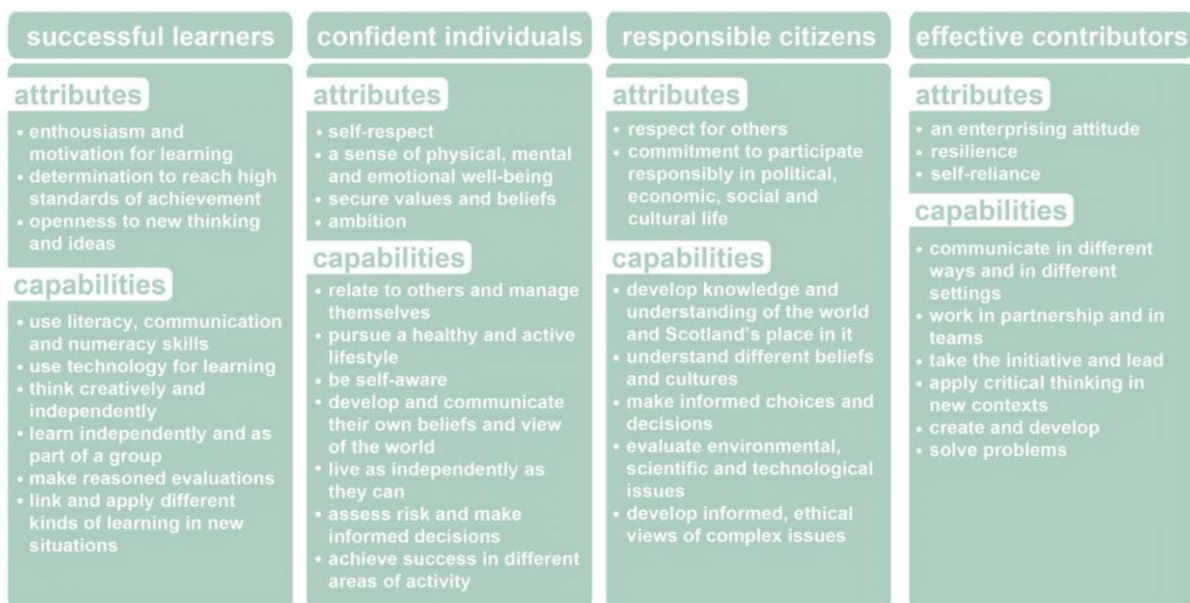 successful learners
attributes
• enthousiasm and
motivation for learning
• determination to reach high
standards of achievement
• openness to new thinking
and ideas
capabilities
• use literacy, communication
and numeracy skills
• use technology for learning
• think creatively and
independently
• learn independently and as
part of a group
• make reasoned evaluations
• link and apply different
kinds of learning in new
situations
confident individuals
attributes
• self-respect
• a sense of physical, mental
and emotional well-being
• secure values and beliefs
• ambition
capabilities
• relate to others and manage
themselves
• pursue a healthy and active
lifestyle
• be self-aware
• develop and communicate
their own beliefs and view
of the world
• live as independently as
they can
• assess risk and make
informed decisions
• achieve success in different
areas of activity
responsible citizens
attributes
• respect for others
• commitment to participate
responsibly in political,
economic, social and
cultural life
capabilities
• develop knowledge and
understanding of the world
and Scotland's place in it
• understand different beliefs
and cultures
• make informed choices and
decisions
• evaluate environmental,
scientific and technological
issues
• develop informed, ethical
views of complex issues
effective contributors
attributes
• an enterprising attitude
• resilience
• self-reliance
capabilities
• communicate in different
ways and in different
settings
• work in partnership and in
teams
• take the initiative and lead
• apply critical thinking in
new contexts
• create and develop
• solve problems